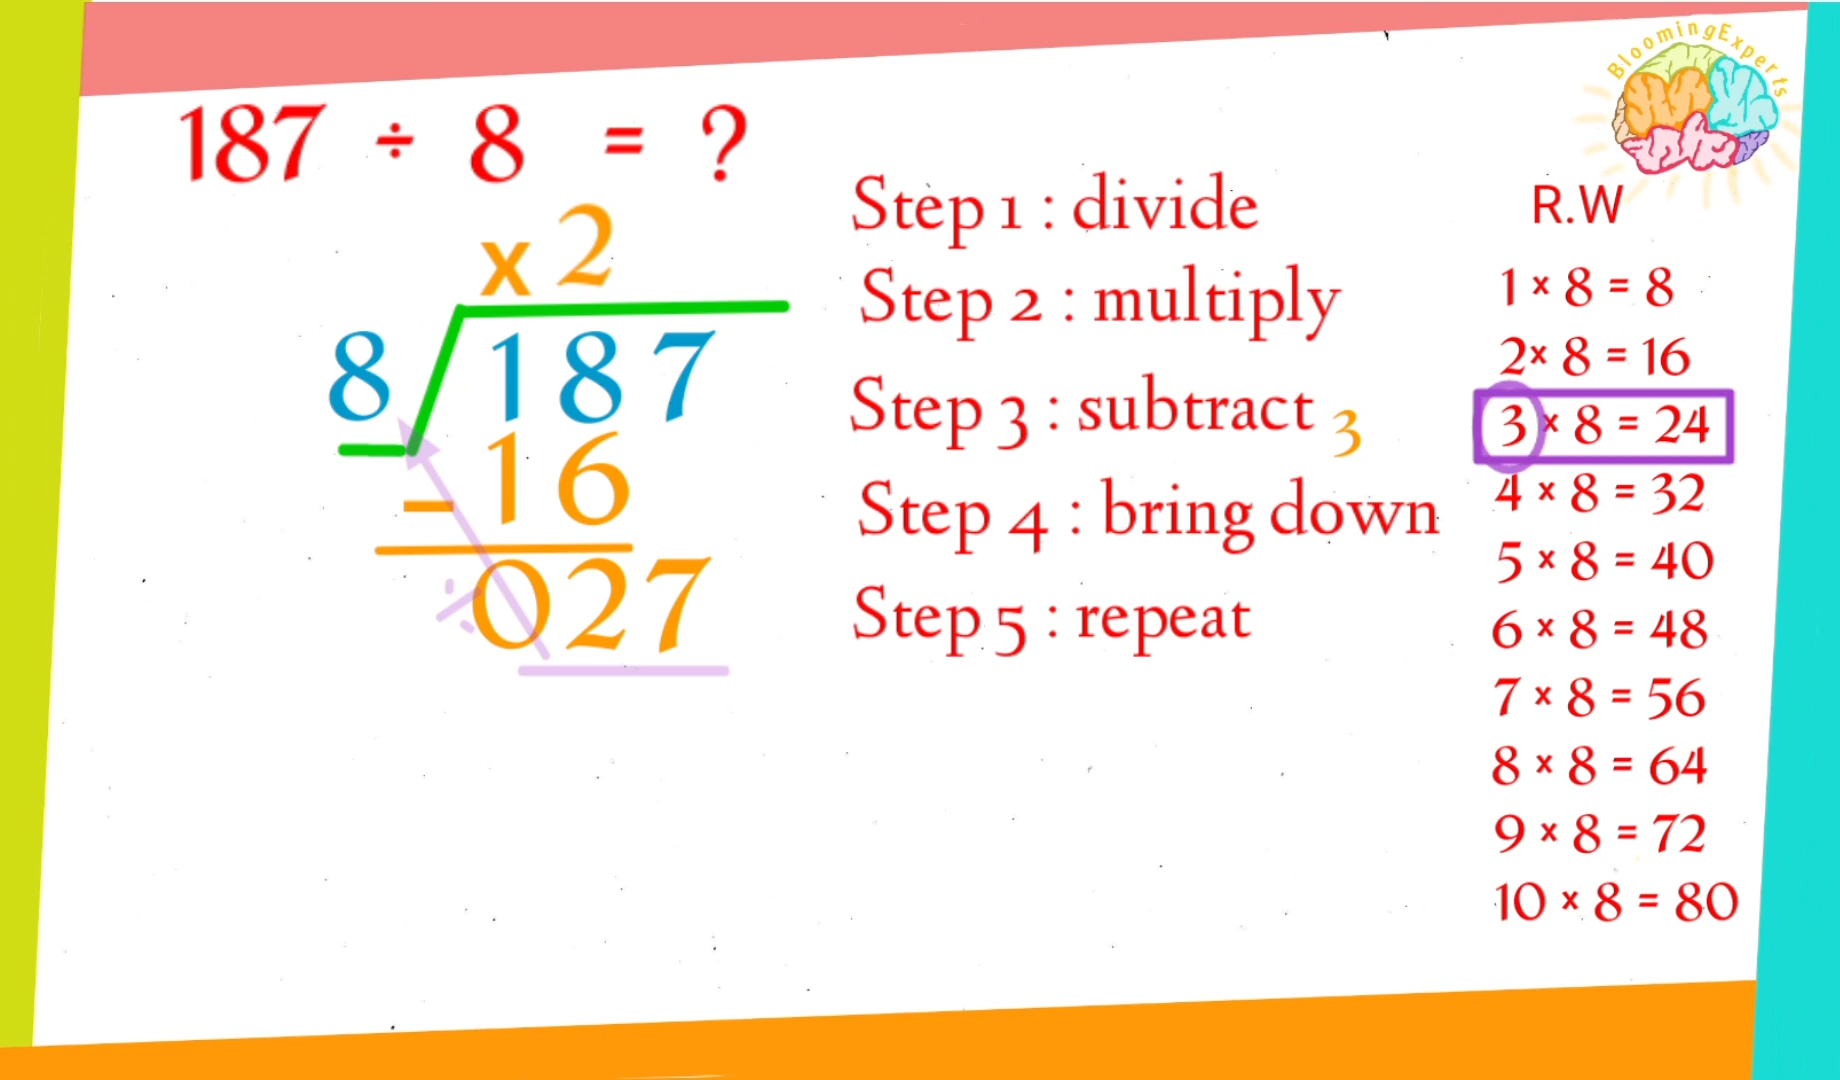 BloomingExperts
187 ÷ 8 = ?
x 2
8 187
- 16
÷ 027
Step 1 : divide
Step 2 : multiply
Step 3 : subtract 3
Step 4 : bring down
Step 5 : repeat
R.W
1 × 8 = 8
2× 8 = 16
3 × 8 = 24
4 × 8 = 32
5 × 8 = 40
6 × 8 = 48
7 × 8 = 56
8 × 8 = 64
9 × 8 = 72
10 × 8 = 80